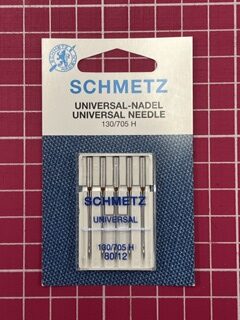 SCHMETZ
UNIVERSAL-NADEL
UNIVERSAL NEEDLE
130/705 H
SCHMETZ
UNIVERSAL
130/705 H
80/12